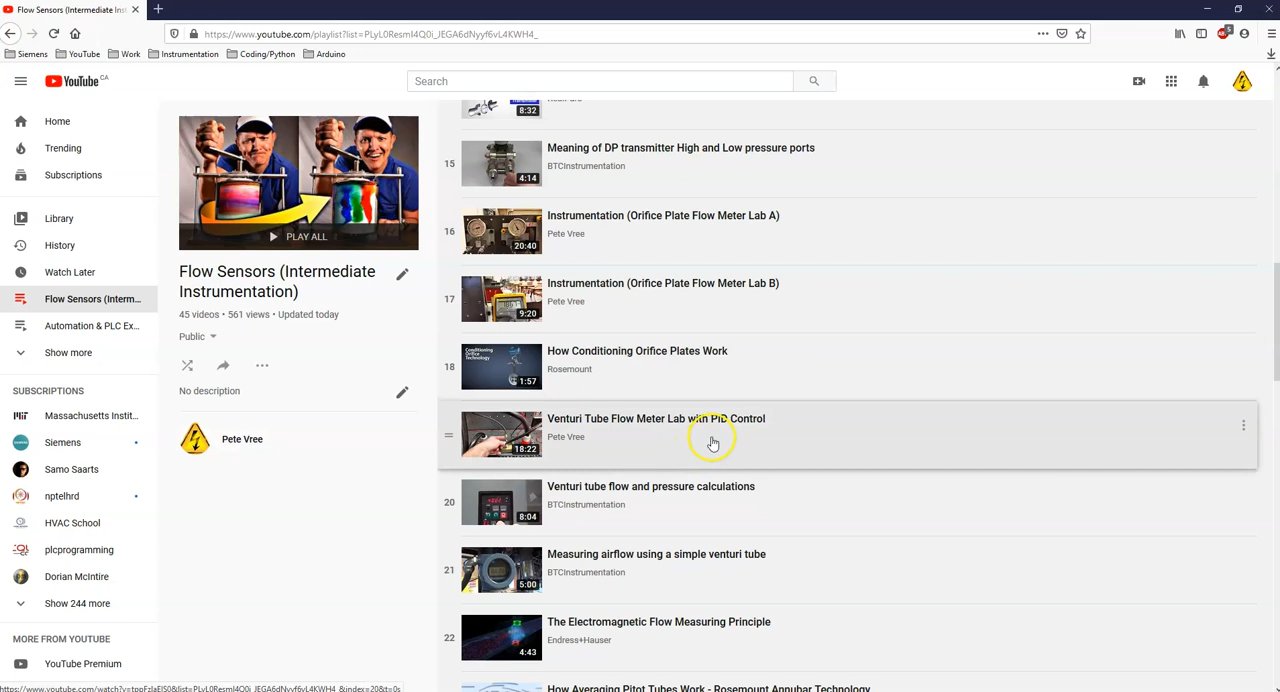 Flow Sensors (Intermediate Inst
https://www.youtube.com/playlist?list=PLyL0ResmI4Q0i_JEGA6dNyyf6vL4KWH4_
Siemens YouTube Work Instrumentation Coding/Python Arduino
YouTube CA
Search
Home
Trending
Subscriptions
Library
History
Watch Later
Flow Sensors (Interm...
Automation & PLC Ex...
Show more
SUBSCRIPTIONS
Massachusetts Instit...
Siemens
Samo Saarts
nptelhrd
HVAC School
plcprogramming
Dorian McIntire
Show 244 more
MORE FROM YOUTUBE
YouTube Premium
PLAY ALL
Flow Sensors (Intermediate
Instrumentation)
45 videos • 561 views • Updated today
Public
No description
Pete Vree
8:32
15
4:14
Meaning of DP transmitter High and Low pressure ports
BTCInstrumentation
16
20:40
Instrumentation (Orifice Plate Flow Meter Lab A)
Pete Vree
17
9:20
Instrumentation (Orifice Plate Flow Meter Lab B)
Pete Vree
18
Conditioning
Orifice
Technology
1:57
How Conditioning Orifice Plates Work
Rosemount
18:22
Venturi Tube Flow Meter Lab with PID Control
Pete Vree
20
8:04
Venturi tube flow and pressure calculations
BTCInstrumentation
21
5:00
Measuring airflow using a simple venturi tube
BTCInstrumentation
22
4:43
The Electromagnetic Flow Measuring Principle
Endress+Hauser
How Averaging Pitot Tubes Work - Rosemount Annubar Technology